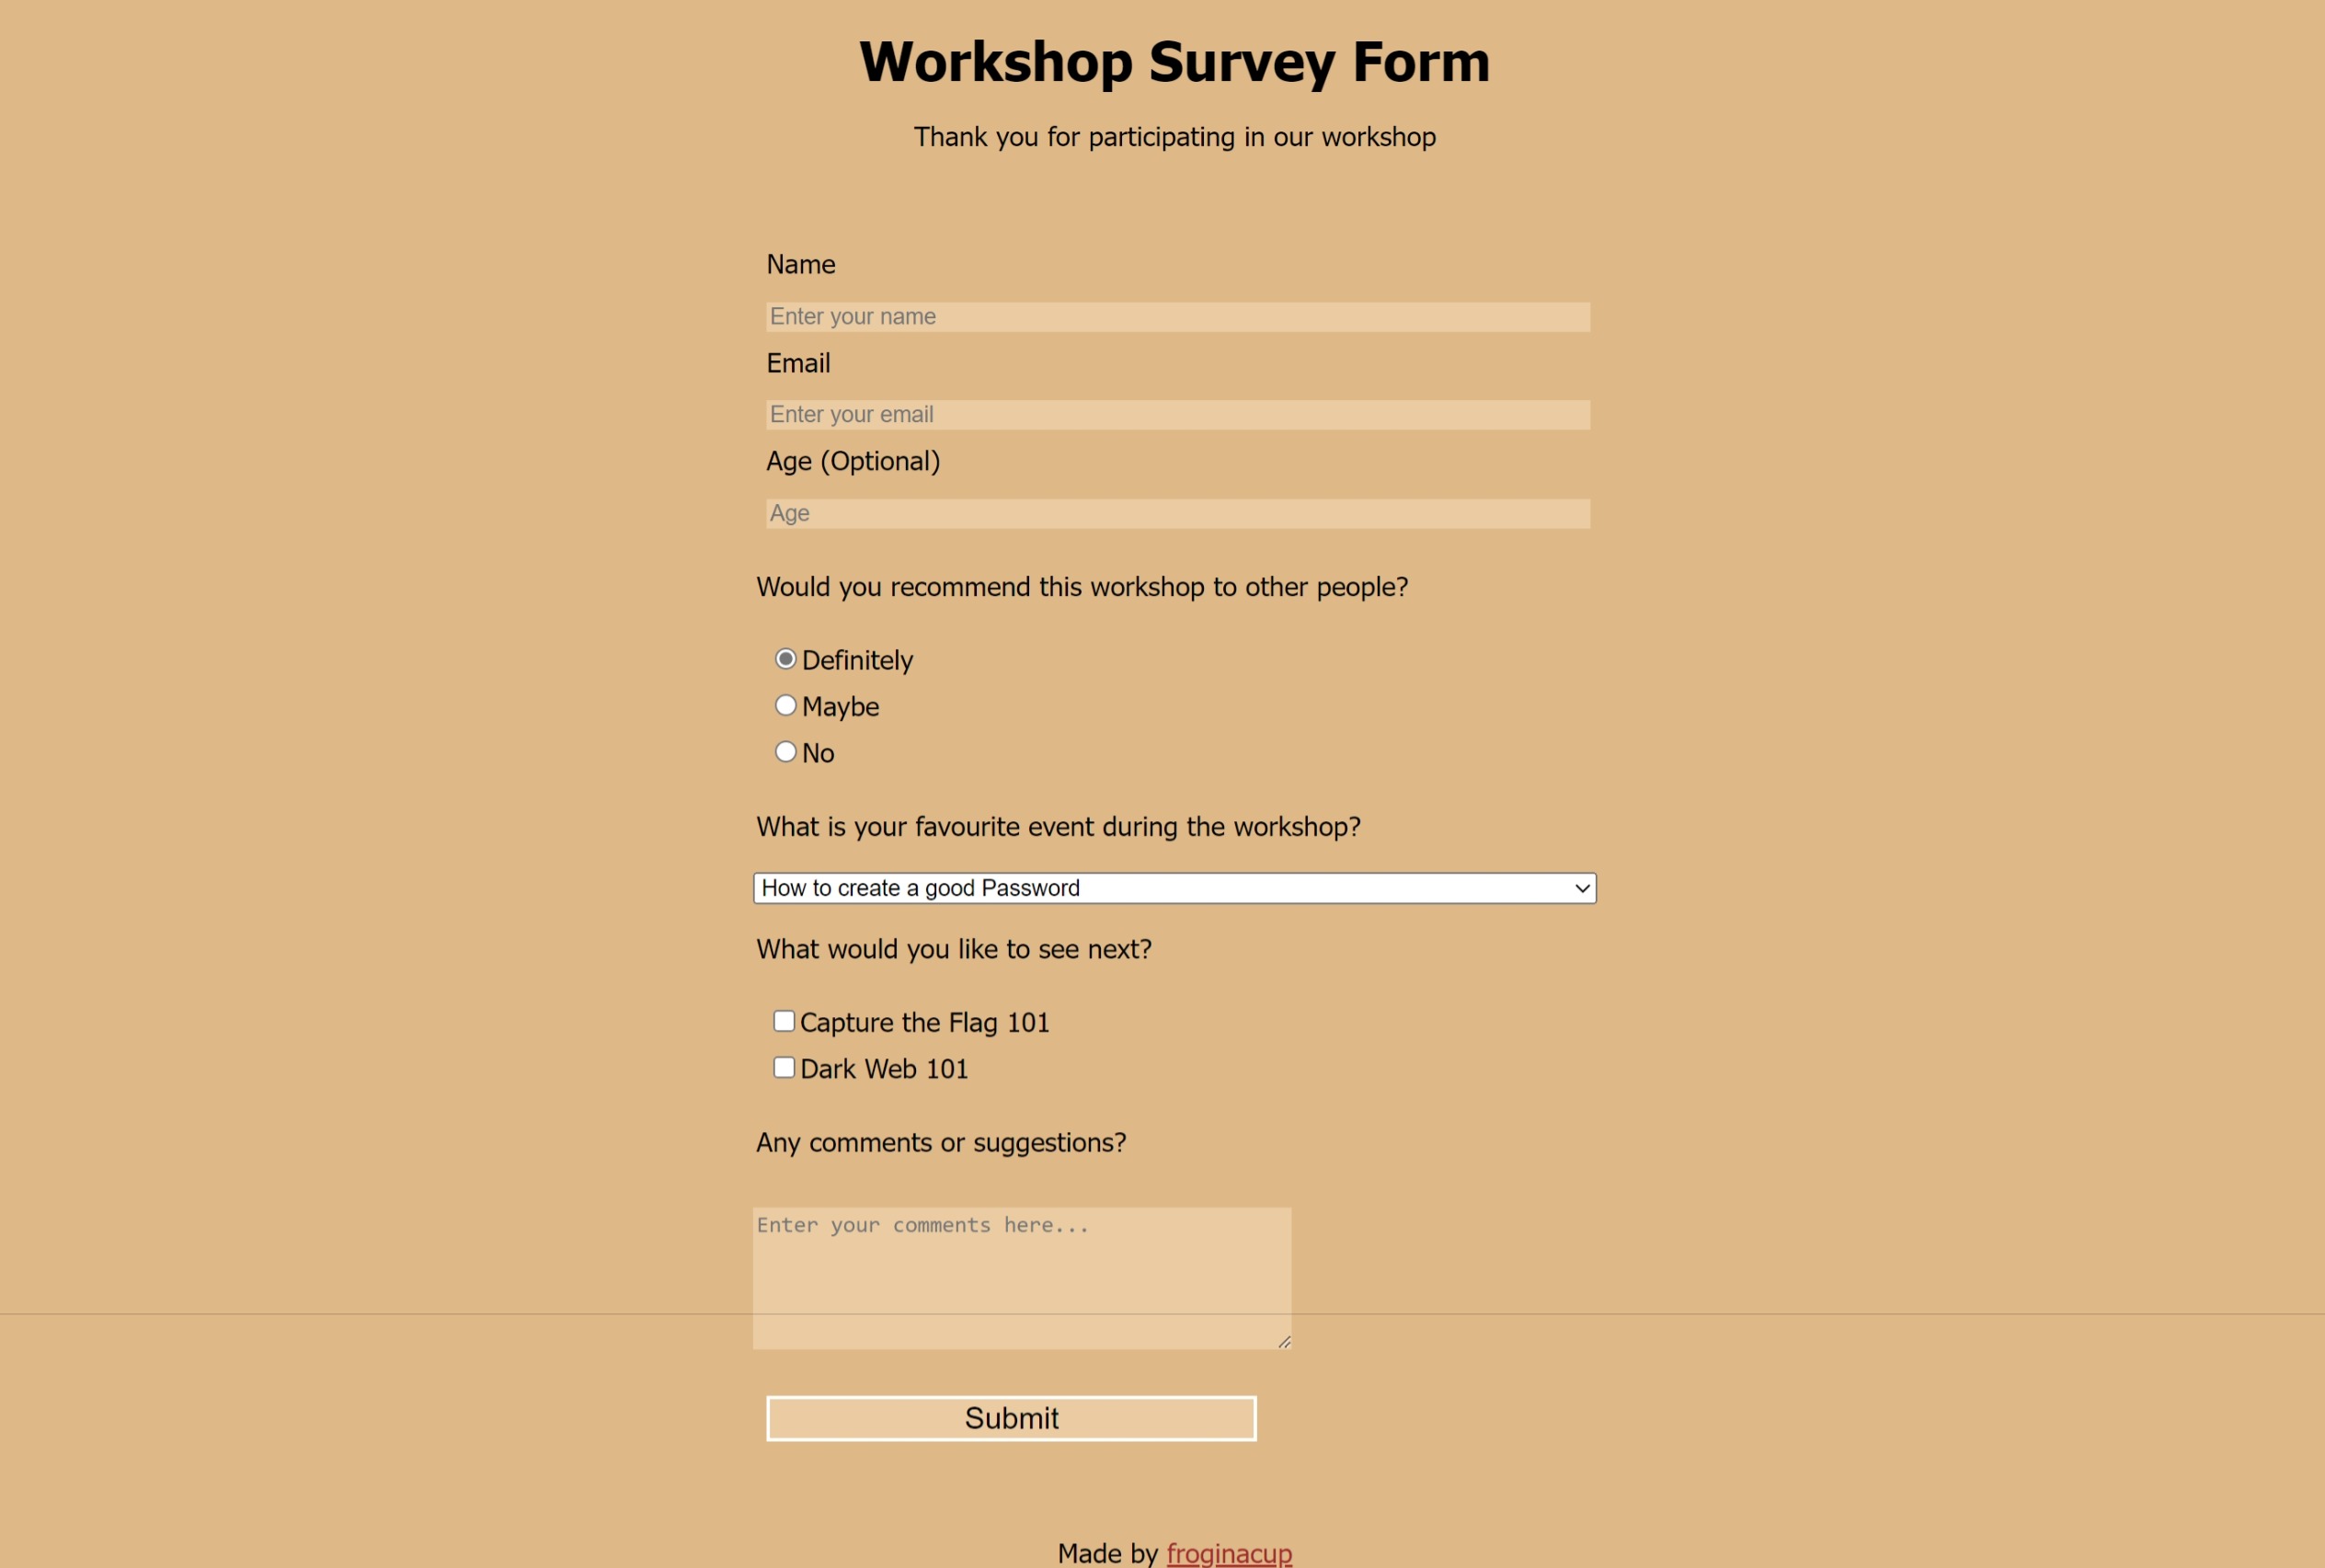 Workshop Survey Form
Thank you for participating in our workshop
Name
Enter your name
Email
Enter your email
Age (Optional)
Age
Would you recommend this workshop to other people?
Definitely
Maybe
No
What is your favourite event during the workshop?
How to create a good Password
What would you like to see next?
Capture the Flag 101
Dark Web 101
Any comments or suggestions?
Enter your comments here...
Submit
Made by froginacup